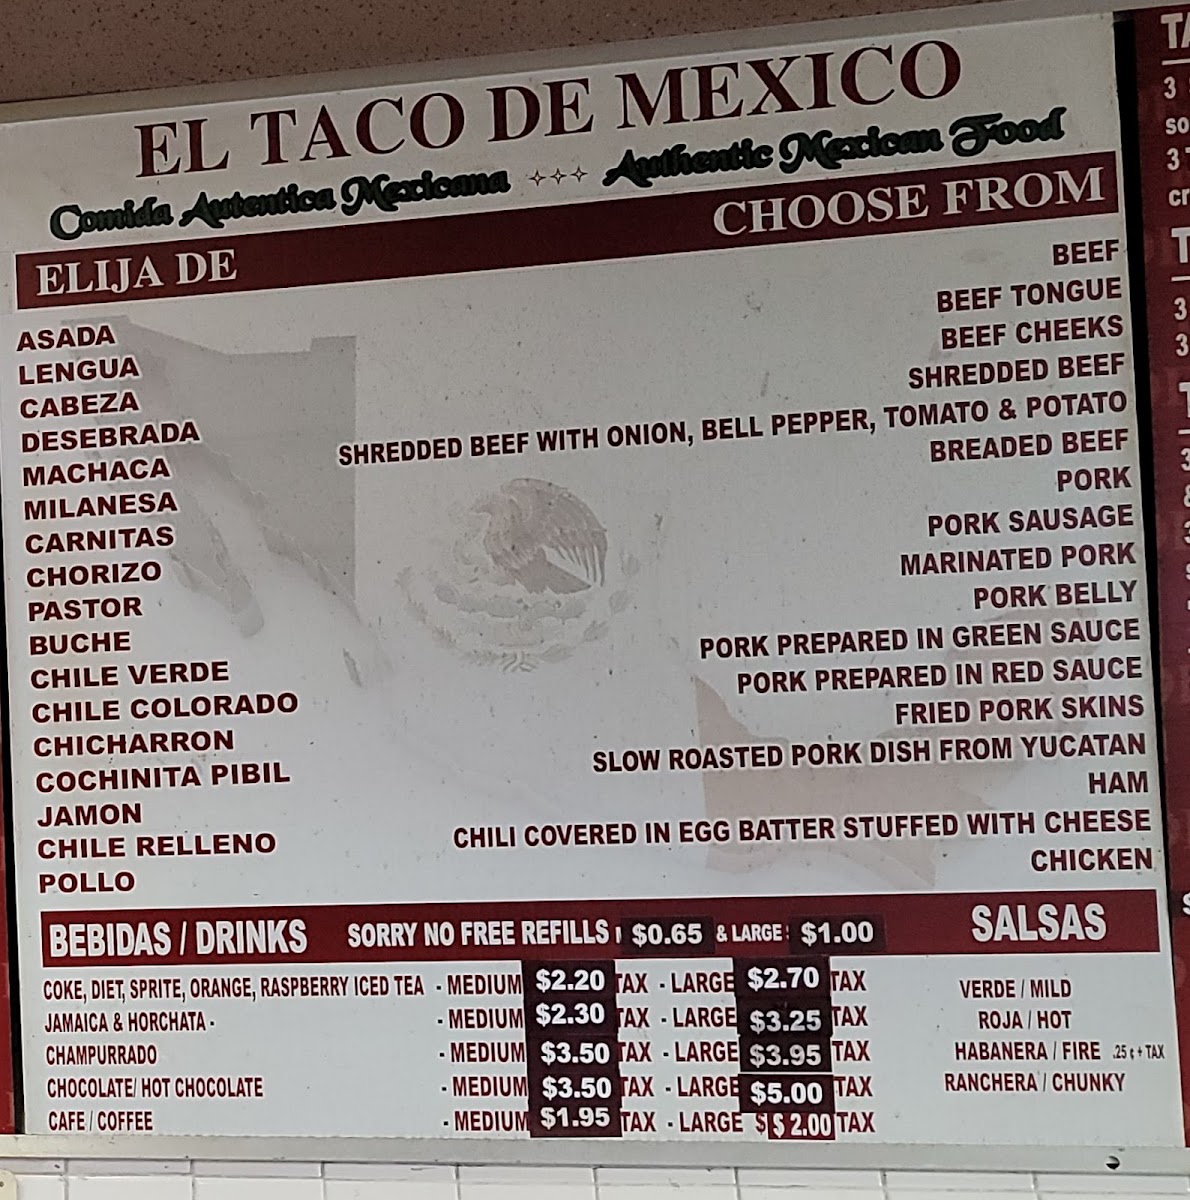 EL TACO DE MEXICO
Comida Autentica Mexicana Authentic Mexican Food
ELIJA DE CHOOSE FROM
ASADA BEEF
LENGUA BEEF TONGUE
CABEZA BEEF CHEEKS
DESEBRADA SHREDDED BEEF
MACHACA SHREDDED BEEF WITH ONION, BELL PEPPER, TOMATO & POTATO
MILANESA BREADED BEEF
CARNITAS PORK
CHORIZO PORK SAUSAGE
PASTOR MARINATED PORK
BUCHE PORK BELLY
CHILE VERDE PORK PREPARED IN GREEN SAUCE
CHILE COLORADO PORK PREPARED IN RED SAUCE
CHICHARRON FRIED PORK SKINS
COCHINITA PIBIL SLOW ROASTED PORK DISH FROM YUCATAN
JAMON HAM
CHILE RELLENO CHILI COVERED IN EGG BATTER STUFFED WITH CHEESE
POLLO CHICKEN
BEBIDAS / DRINKS SORRY NO FREE REFILLS $0.65 & LARGE $1.00
COKE, DIET, SPRITE, ORANGE, RASPBERRY ICED TEA - MEDIUM $2.20 TAX - LARGE $2.70 TAX
JAMAICA & HORCHATA - - MEDIUM $2.30 TAX - LARGE $3.25 TAX
CHAMPURRADO - MEDIUM $3.50 TAX - LARGE $3.95 TAX
CHOCOLATE/ HOT CHOCOLATE - MEDIUM $3.50 TAX - LARGE $5.00 TAX
CAFE / COFFEE - MEDIUM $1.95 TAX - LARGE $ $ 2.00 TAX
SALSAS
VERDE / MILD
ROJA / HOT
HABANERA / FIRE .25 ¢ + TAX
RANCHERA / CHUNKY